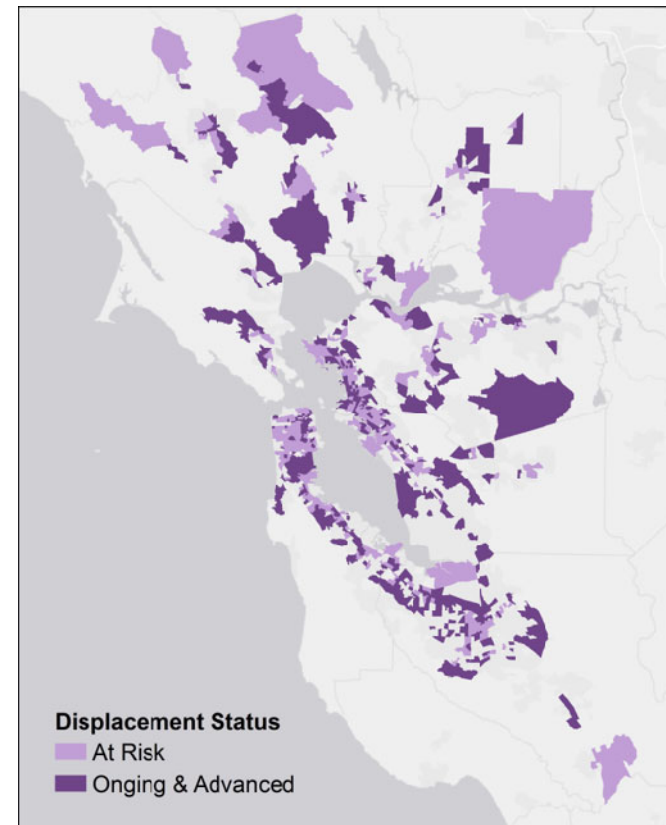 Displacement Status
At Risk
Onging & Advanced